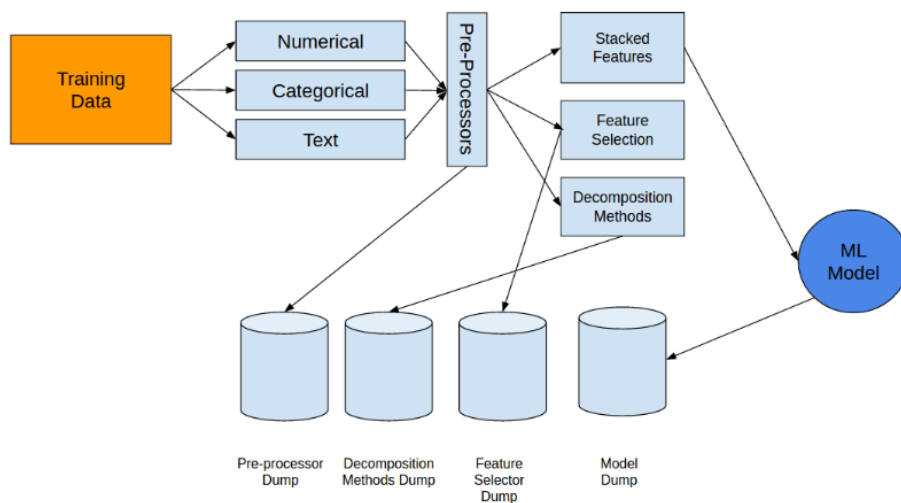 Training
Data
Numerical
Categorical
Text
Pre-Processors
Stacked
Features
Feature
Selection
Decomposition
Methods
ML
Model
Pre-processor
Dump
Decomposition
Methods Dump
Feature
Selector
Dump
Model
Dump